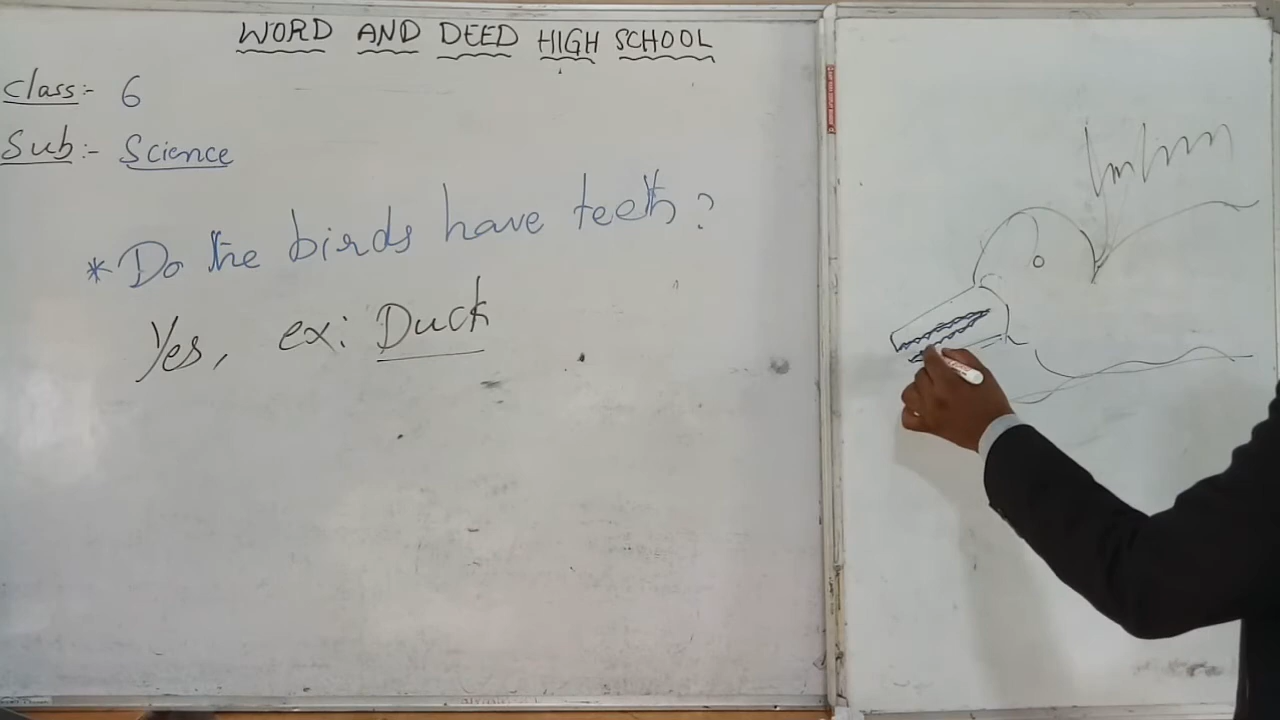 WORD AND DEED HIGH SCHOOL
Class:- 6
Sub:- Science
* Do the birds have teeth?
Yes, ex: Duck